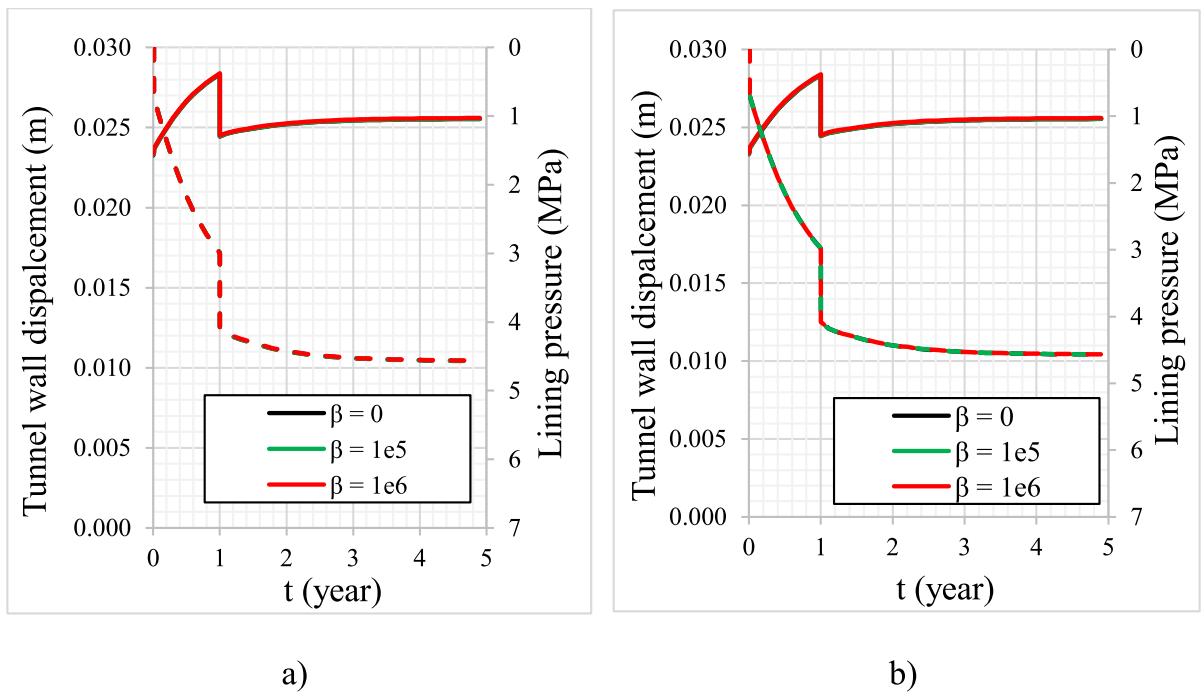 0.030
0.025
0.020
0.015
0.010
0.005
0.000
Tunnel wall dispalcement (m)
0
1
2
3
4
5
6
7
Lining pressure (MPa)
β = 0
β = 1e5
β = 1e6
0 1 2 3 4 5
t (year)
a)
0.030
0.025
0.020
0.015
0.010
0.005
0.000
Tunnel wall dispalcement (m)
0
1
2
3
4
5
6
7
Lining pressure (MPa)
β = 0
β = 1e5
β = 1e6
0 1 2 3 4 5
t (year)
b)